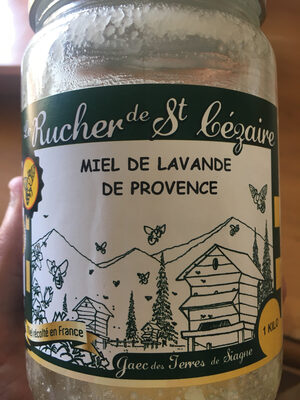 Rucher de St Cézaire
MIEL DE LAVANDE
DE PROVENCE
récolté en France
1 KILO
Gaec des Terres de Siagne